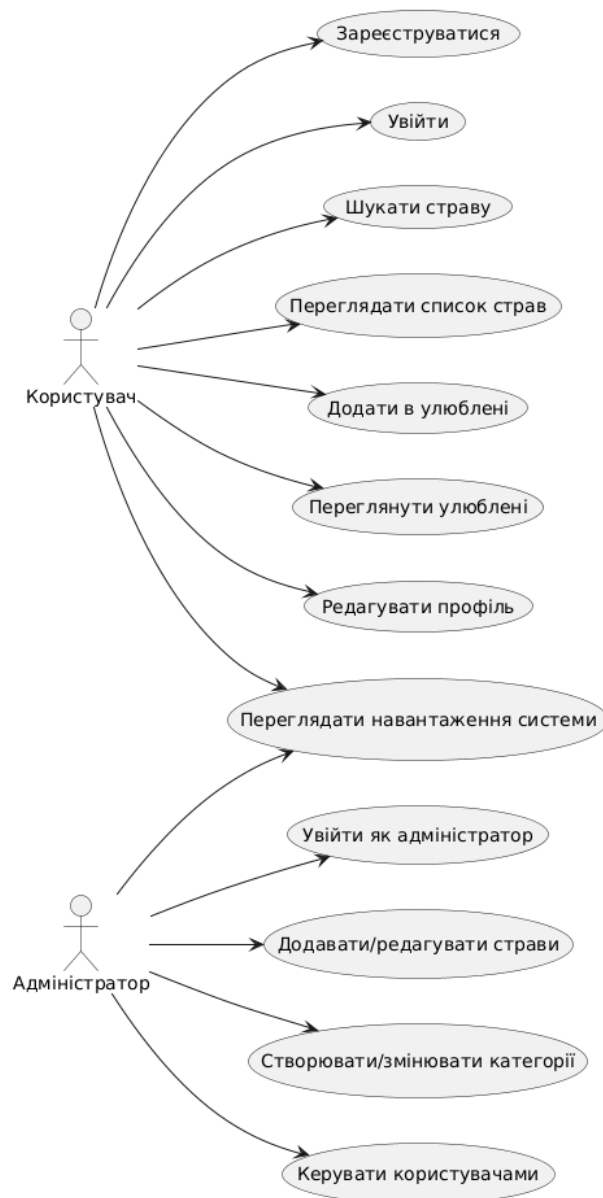 Зареєструватися
Увійти
Шукати страву
Переглядати список страв
Користувач
Додати в улюблені
Переглянути улюблені
Редагувати профіль
Переглядати навантаження системи
Увійти як адміністратор
Додавати/редагувати страви
Адміністратор
Створювати/змінювати категорії
Керувати користувачами